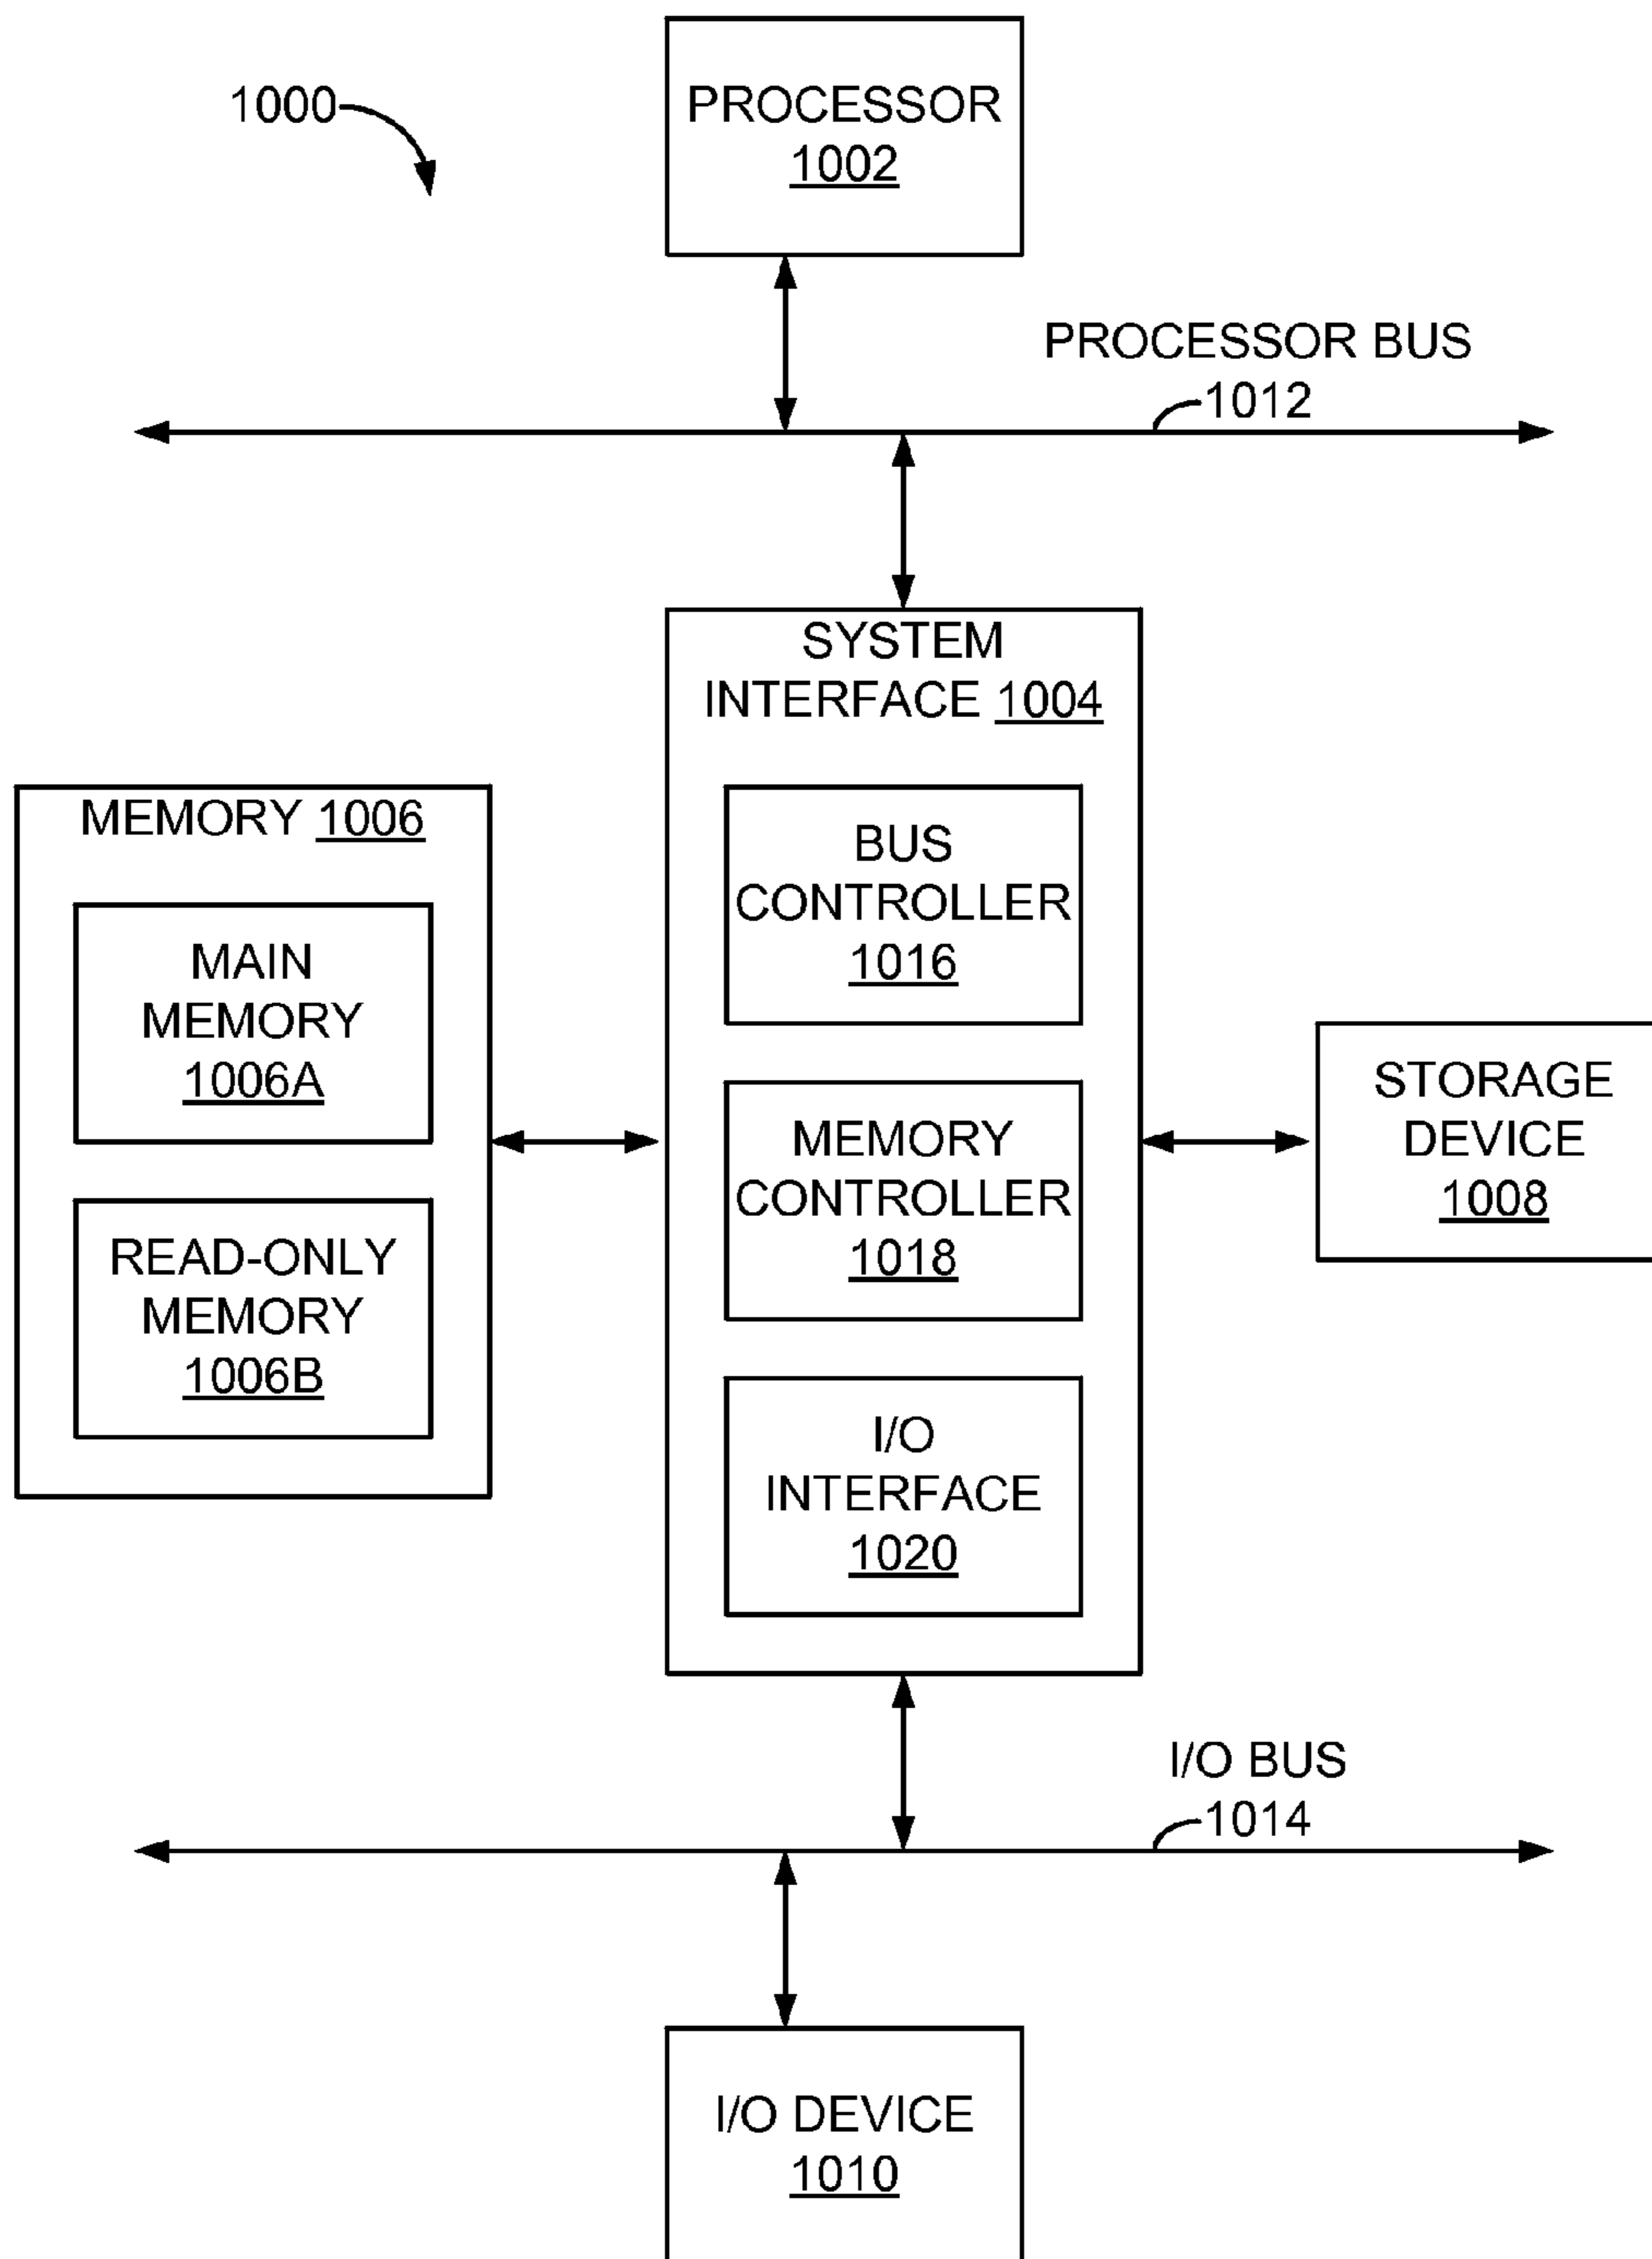 1000
PROCESSOR
1002
PROCESSOR BUS
1012
SYSTEM
INTERFACE 1004
MEMORY 1006
MAIN
MEMORY
1006A
READ-ONLY
MEMORY
1006B
BUS
CONTROLLER
1016
MEMORY
CONTROLLER
1018
I/O
INTERFACE
1020
STORAGE
DEVICE
1008
I/O BUS
1014
I/O DEVICE
1010